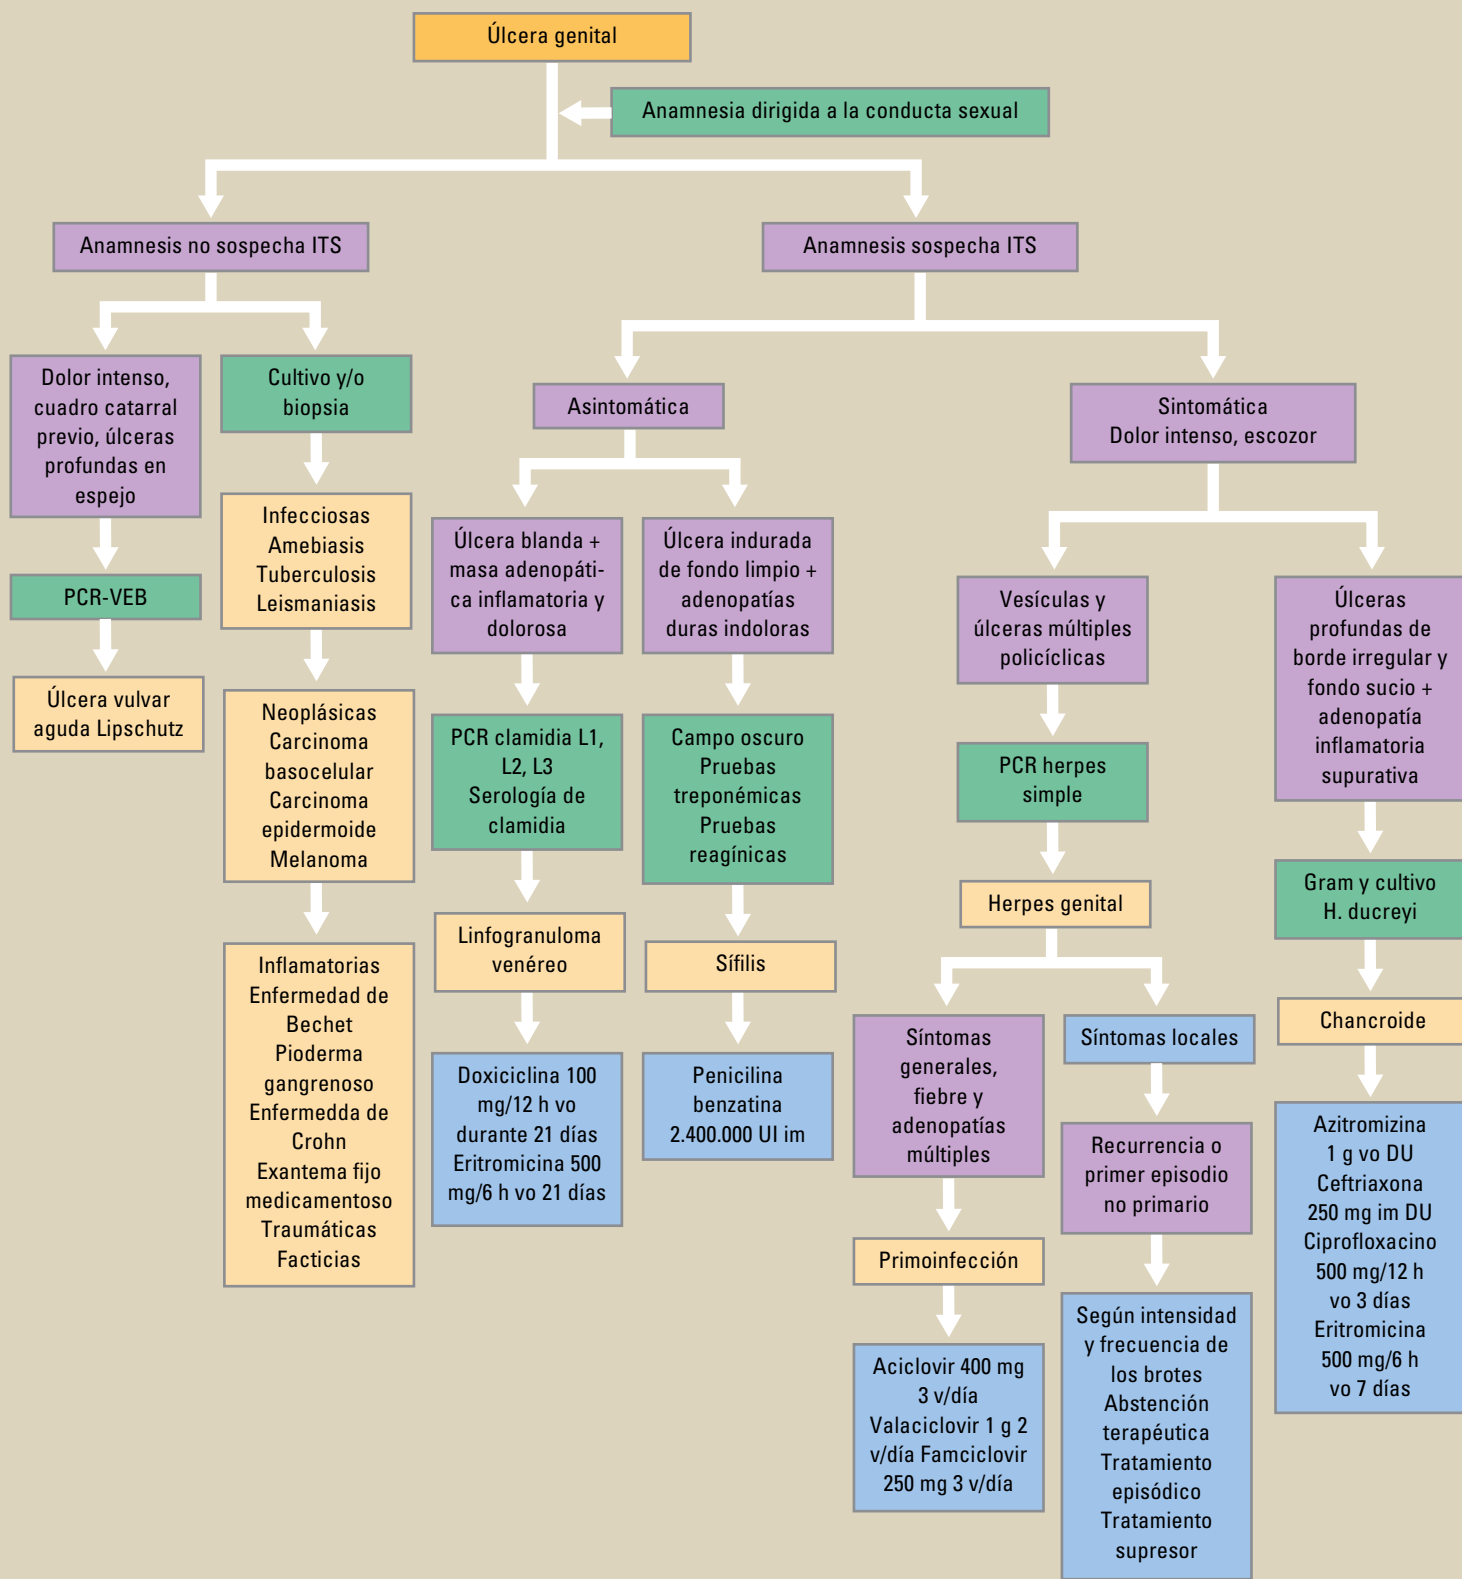 Úlcera genital
Anamnesia dirigida a la conducta sexual
Anamnesis no sospecha ITS
Anamnesis sospecha ITS
Dolor intenso,
cuadro catarral
previo, úlceras
profundas en
espejo
PCR-VEB
Úlcera vulvar
aguda Lipschutz
Cultivo y/o
biopsia
Infecciosas
Amebiasis
Tuberculosis
Leismaniasis
Neoplásicas
Carcinoma
basocelular
Carcinoma
epidermoide
Melanoma
Inflamatorias
Enfermedad de
Bechet
Pioderma
gangrenoso
Enfermedda de
Crohn
Exantema fijo
medicamentoso
Traumáticas
Facticias
Asintomática
Úlcera blanda +
masa adenopáti-
ca inflamatoria y
dolorosa
PCR clamidia L1,
L2, L3
Serología de
clamidia
Linfogranuloma
venéreo
Doxiciclina 100
mg/12 h vo
durante 21 días
Eritromicina 500
mg/6 h vo 21 días
Úlcera indurada
de fondo limpio +
adenopatías
duras indoloras
Campo oscuro
Pruebas
treponémicas
Pruebas
reagínicas
Sífilis
Penicilina
benzatina
2.400.000 UI im
Sintomática
Dolor intenso, escozor
Vesículas y
úlceras múltiples
policíclicas
PCR herpes
simple
Herpes genital
Síntomas
generales,
fiebre y
adenopatías
múltiples
Primoinfección
Aciclovir 400 mg
3 v/día
Valaciclovir 1 g 2
v/día Famciclovir
250 mg 3 v/día
Síntomas locales
Recurrencia o
primer episodio
no primario
Según intensidad
y frecuencia de
los brotes
Abstención
terapéutica
Tratamiento
episódico
Tratamiento
supresor
Úlceras
profundas de
borde irregular y
fondo sucio +
adenopatía
inflamatoria
supurativa
Gram y cultivo
H. ducreyi
Chancroide
Azitromizina
1 g vo DU
Ceftriaxona
250 mg im DU
Ciprofloxacino
500 mg/12 h
vo 3 días
Eritromicina
500 mg/6 h
vo 7 días